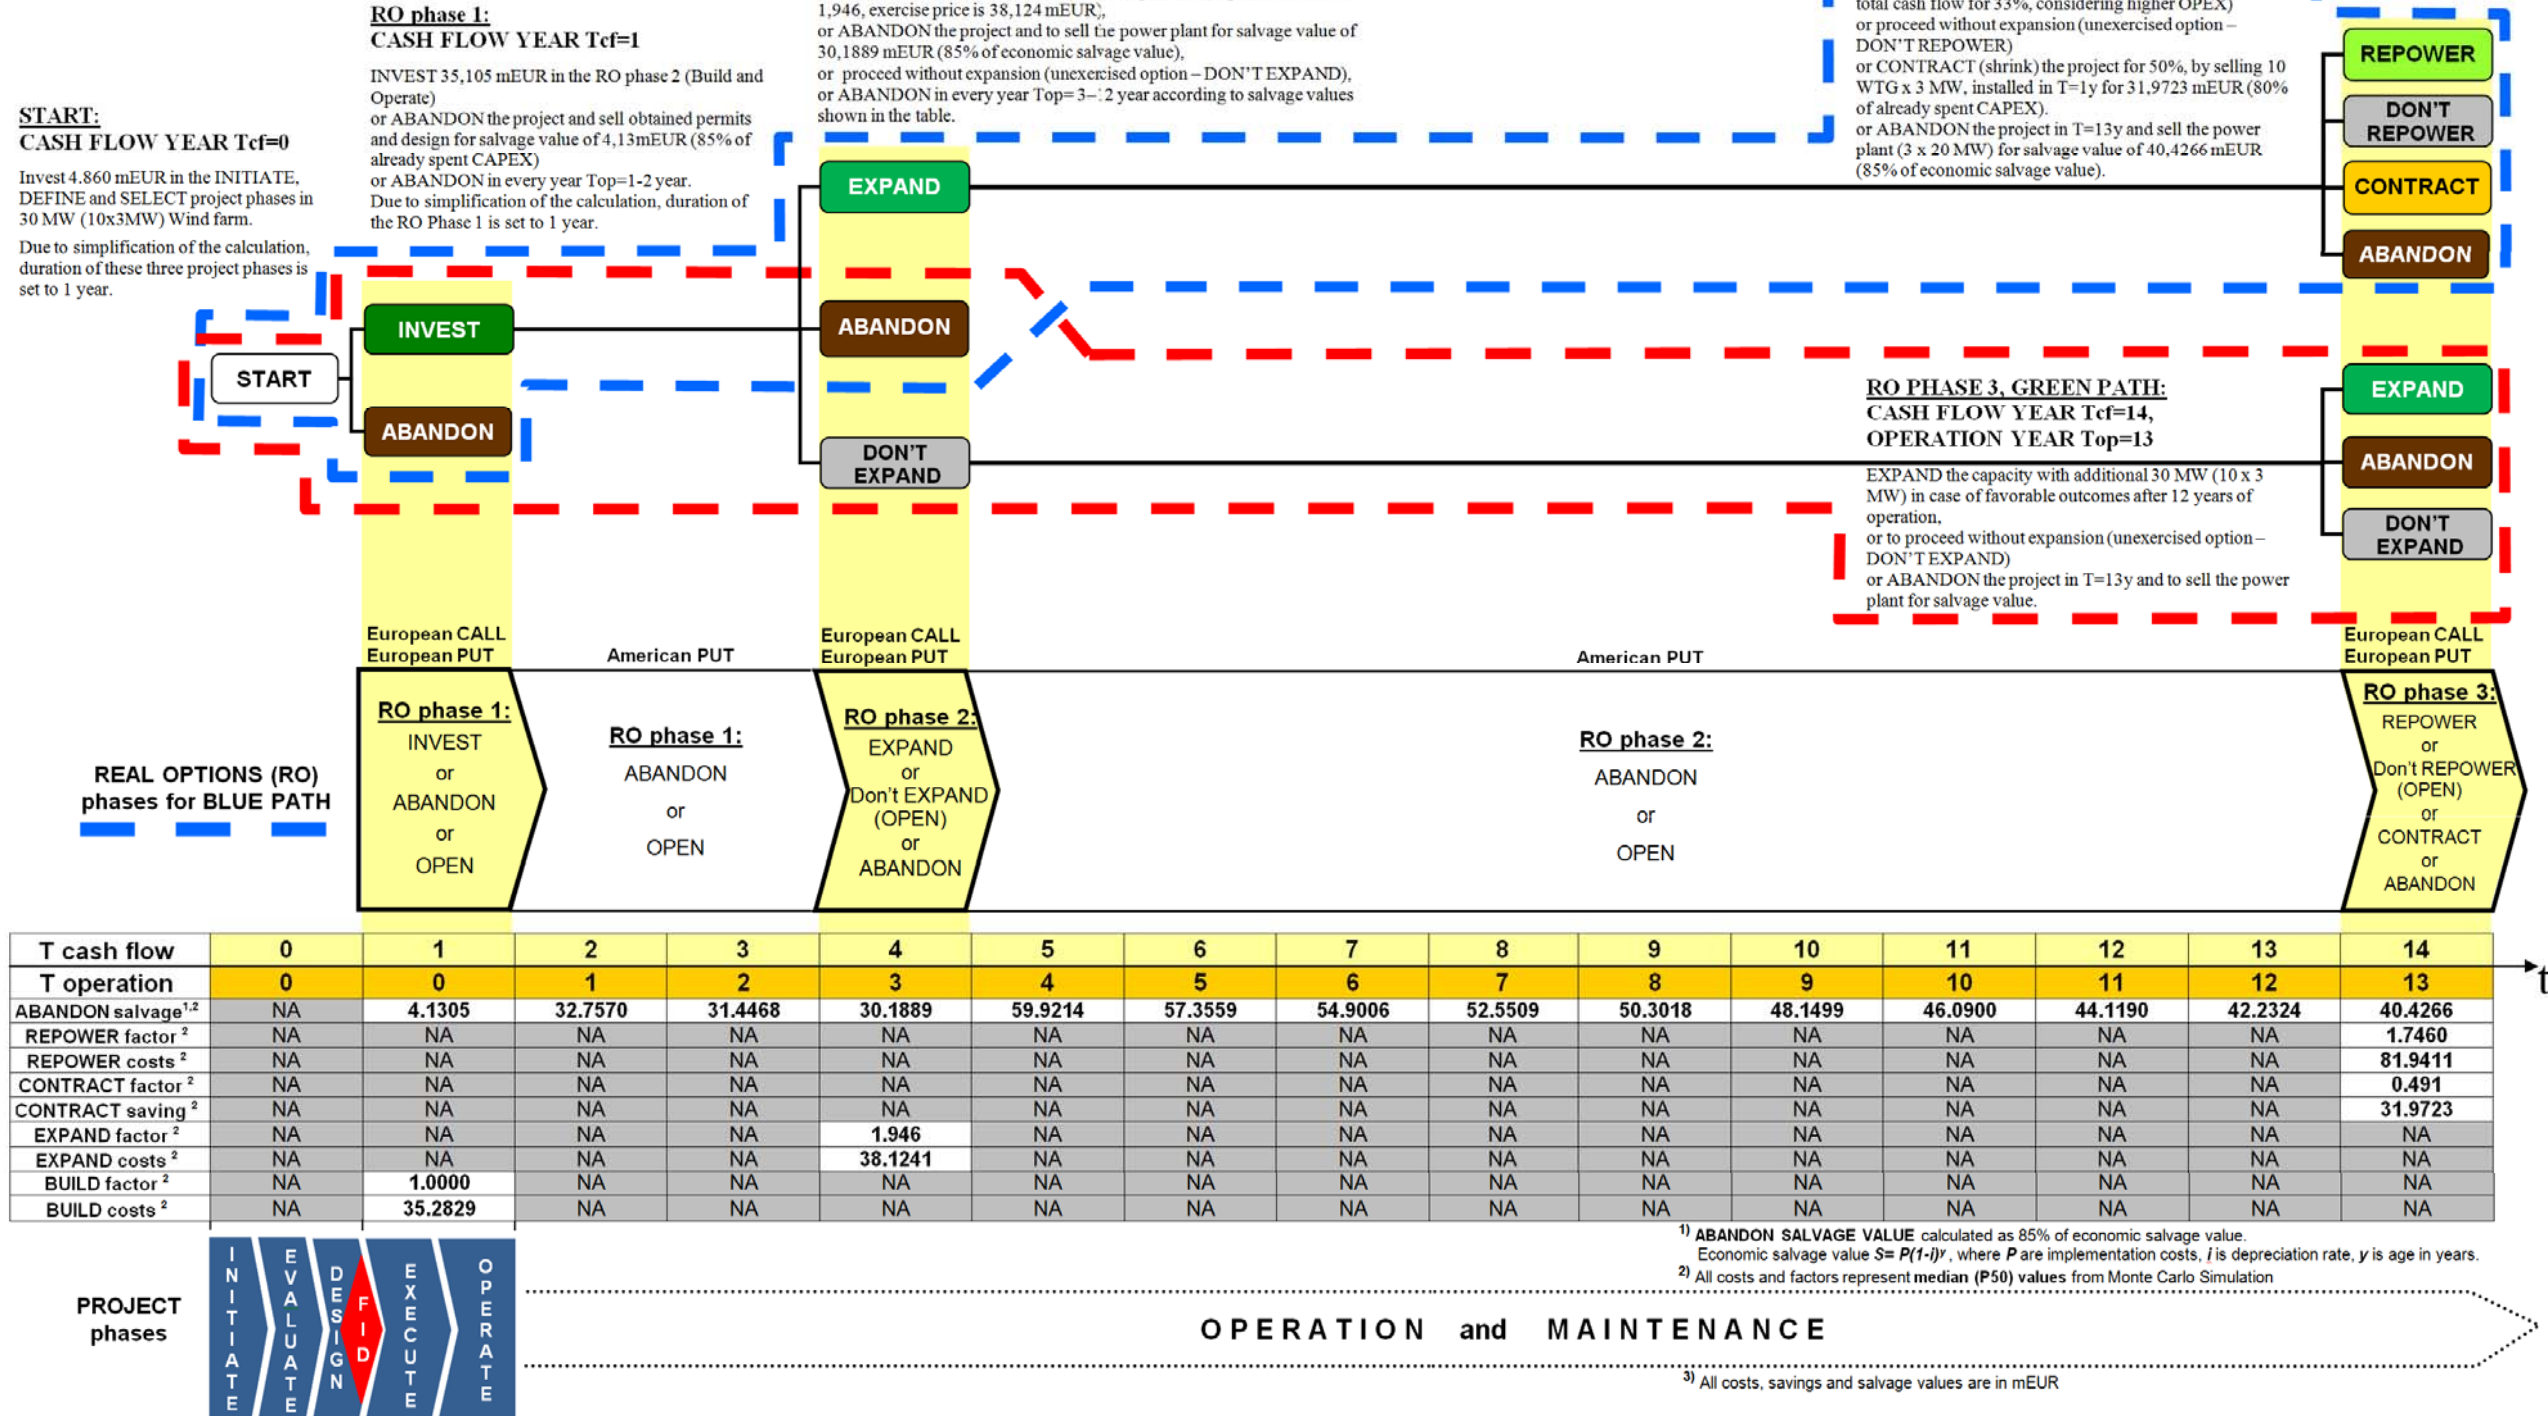 RO phase 1:
CASH FLOW YEAR Tcf=1
INVEST 35,105 mEUR in the RO phase 2 (Build and
Operate)
or ABANDON the project and sell obtained permits
and design for salvage value of 4,13mEUR (85% of
already spent CAPEX)
or ABANDON in every year Top=1-2 year.
Due to simplification of the calculation, duration of
the RO Phase 1 is set to 1 year.
1,946, exercise price is 38,124 mEUR),
or ABANDON the project and to sell the power plant for salvage value of
30,1889 mEUR (85% of economic salvage value),
or proceed without expansion (unexercised option – DON'T EXPAND),
or ABANDON in every year Top= 3–12 year according to salvage values
shown in the table.
total cash flow for 33%, considering higher OPEX)
or proceed without expansion (unexercised option –
DON'T REPOWER)
or CONTRACT (shrink) the project for 50%, by selling 10
WTG x 3 MW, installed in T=1y for 31,9723 mEUR (80%
of already spent CAPEX).
or ABANDON the project in T=13y and sell the power
plant (3 x 20 MW) for salvage value of 40,4266 mEUR
(85% of economic salvage value).
START:
CASH FLOW YEAR Tcf=0
Invest 4.860 mEUR in the INITIATE,
DEFINE and SELECT project phases in
30 MW (10x3MW) Wind farm.
Due to simplification of the calculation,
duration of these three project phases is
set to 1 year.
START
INVEST
ABANDON
EXPAND
ABANDON
DON'T
EXPAND
REPOWER
DON'T
REPOWER
CONTRACT
ABANDON
RO PHASE 3, GREEN PATH:
CASH FLOW YEAR Tcf=14,
OPERATION YEAR Top=13
EXPAND the capacity with additional 30 MW (10 x 3
MW) in case of favorable outcomes after 12 years of
operation,
or to proceed without expansion (unexercised option –
DON'T EXPAND)
or ABANDON the project in T=13y and to sell the power
plant for salvage value.
EXPAND
ABANDON
DON'T
EXPAND
European CALL
European PUT
American PUT
European CALL
European PUT
American PUT
European CALL
European PUT
REAL OPTIONS (RO)
phases for BLUE PATH
RO phase 1:
INVEST
or
ABANDON
or
OPEN
RO phase 1:
ABANDON
or
OPEN
RO phase 2:
EXPAND
or
Don't EXPAND
(OPEN)
or
ABANDON
RO phase 2:
ABANDON
or
OPEN
RO phase 3:
REPOWER
or
Don't REPOWER
(OPEN)
or
CONTRACT
or
ABANDON
T cash flow 0 1 2 3 4 5 6 7 8 9 10 11 12 13 14
T operation 0 0 1 2 3 4 5 6 7 8 9 10 11 12 13
t
ABANDON salvage1,2 NA 4.1305 32.7570 31.4468 30.1889 59.9214 57.3559 54.9006 52.5509 50.3018 48.1499 46.0900 44.1190 42.2324 40.4266
REPOWER factor 2 NA NA NA NA NA NA NA NA NA NA NA NA NA NA 1.7460
REPOWER costs 2 NA NA NA NA NA NA NA NA NA NA NA NA NA NA 81.9411
CONTRACT factor 2 NA NA NA NA NA NA NA NA NA NA NA NA NA NA 0.491
CONTRACT saving 2 NA NA NA NA NA NA NA NA NA NA NA NA NA NA 31.9723
EXPAND factor 2 NA NA NA NA 1.946 NA NA NA NA NA NA NA NA NA NA
EXPAND costs 2 NA NA NA NA 38.1241 NA NA NA NA NA NA NA NA NA NA
BUILD factor 2 NA 1.0000 NA NA NA NA NA NA NA NA NA NA NA NA NA
BUILD costs 2 NA 35.2829 NA NA NA NA NA NA NA NA NA NA NA NA NA
1) ABANDON SALVAGE VALUE calculated as 85% of economic salvage value.
Economic salvage value S= P(1-i)y , where P are implementation costs, i is depreciation rate, y is age in years.
2) All costs and factors represent median (P50) values from Monte Carlo Simulation
PROJECT
phases
INITIATE
EVALUATE
DESIGN
FID
EXECUTE
OPERATE
OPERATION and MAINTENANCE
3) All costs, savings and salvage values are in mEUR